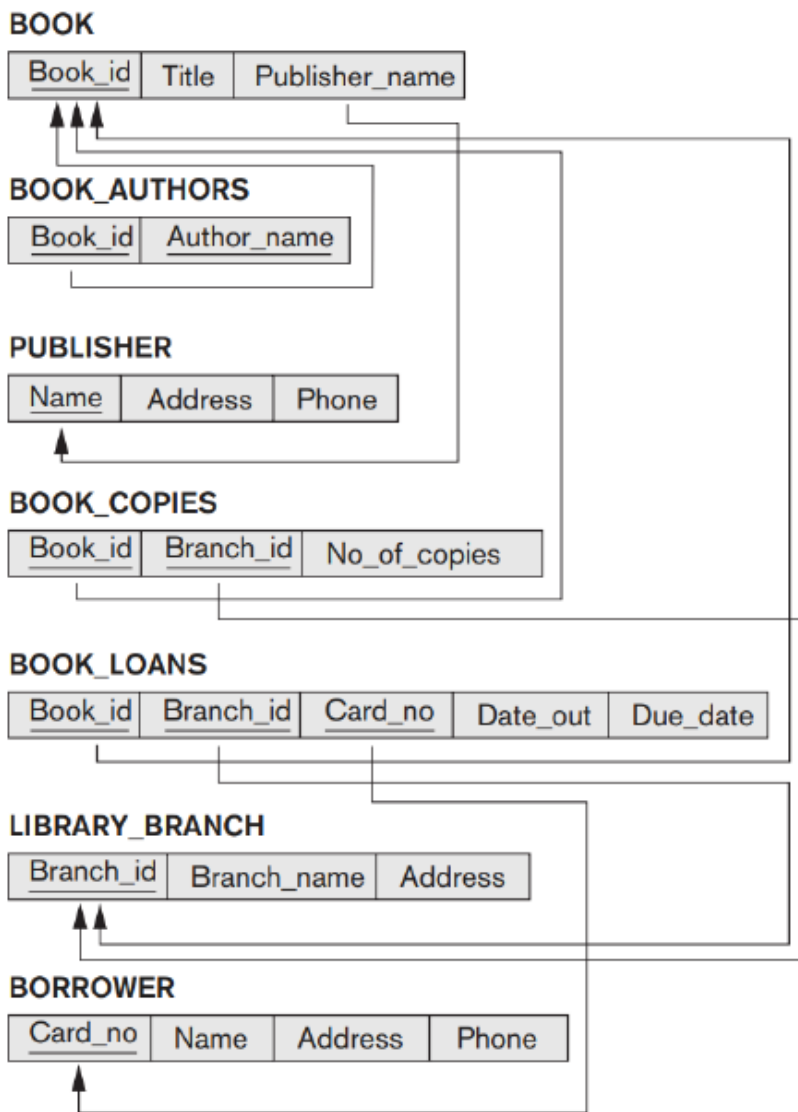 BOOK
Book_id Title Publisher_name
BOOK_AUTHORS
Book_id Author_name
PUBLISHER
Name Address Phone
BOOK_COPIES
Book_id Branch_id No_of_copies
BOOK_LOANS
Book_id Branch_id Card_no Date_out Due_date
LIBRARY_BRANCH
Branch_id Branch_name Address
BORROWER
Card_no Name Address Phone